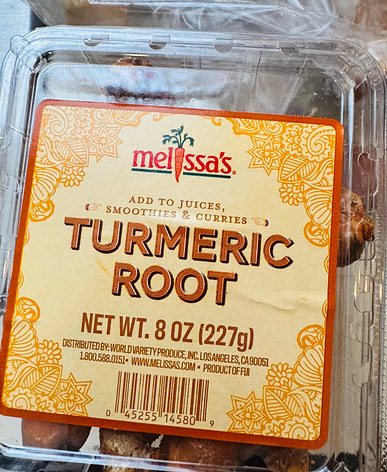 melissa's®
ADD TO JUICES,
SMOOTHIES & CURRIES
TURMERIC
ROOT
NET WT. 8 OZ (227g)
DISTRIBUTED BY: WORLD VARIETY PRODUCE, INC. LOS ANGELES, CA 90051
1.800.588.0151 • WWW.MELISSAS.COM • PRODUCT OF FIJI
0 45255 14580 9